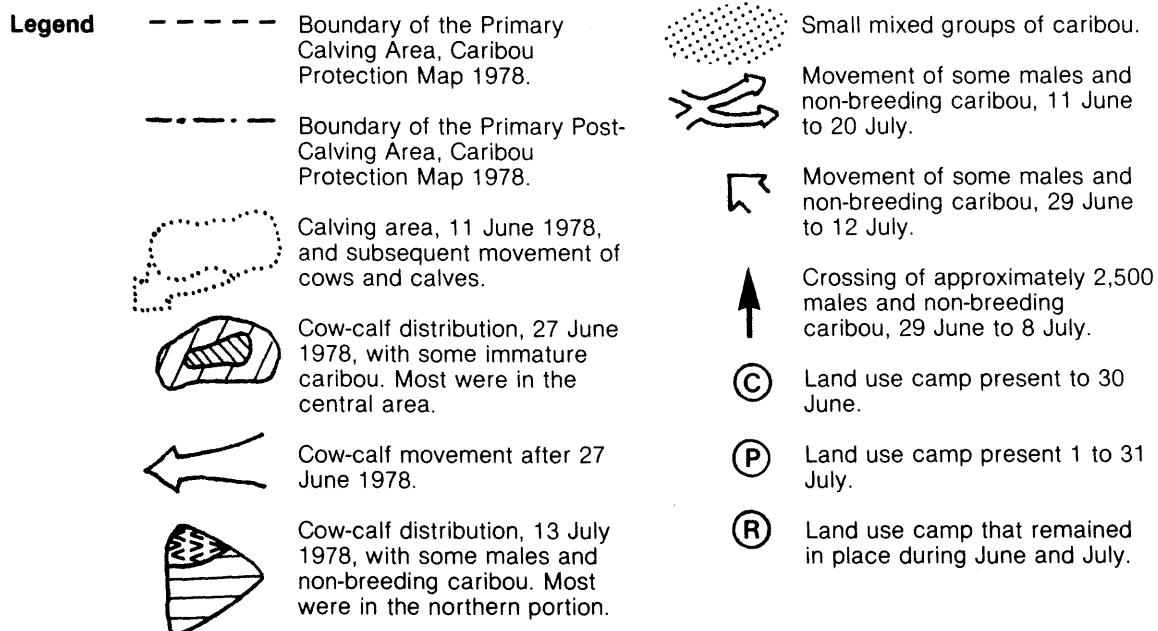 Legend
Boundary of the Primary
Calving Area, Caribou
Protection Map 1978.
Boundary of the Primary Post-
Calving Area, Caribou
Protection Map 1978.
Calving area, 11 June 1978,
and subsequent movement of
cows and calves.
Cow-calf distribution, 27 June
1978, with some immature
caribou. Most were in the
central area.
Cow-calf movement after 27
June 1978.
Cow-calf distribution, 13 July
1978, with some males and
non-breeding caribou. Most
were in the northern portion.
Small mixed groups of caribou.
Movement of some males and
non-breeding caribou, 11 June
to 20 July.
Movement of some males and
non-breeding caribou, 29 June
to 12 July.
Crossing of approximately 2,500
males and non-breeding
caribou, 29 June to 8 July.
C Land use camp present to 30
June.
P Land use camp present 1 to 31
July.
R Land use camp that remained
in place during June and July.